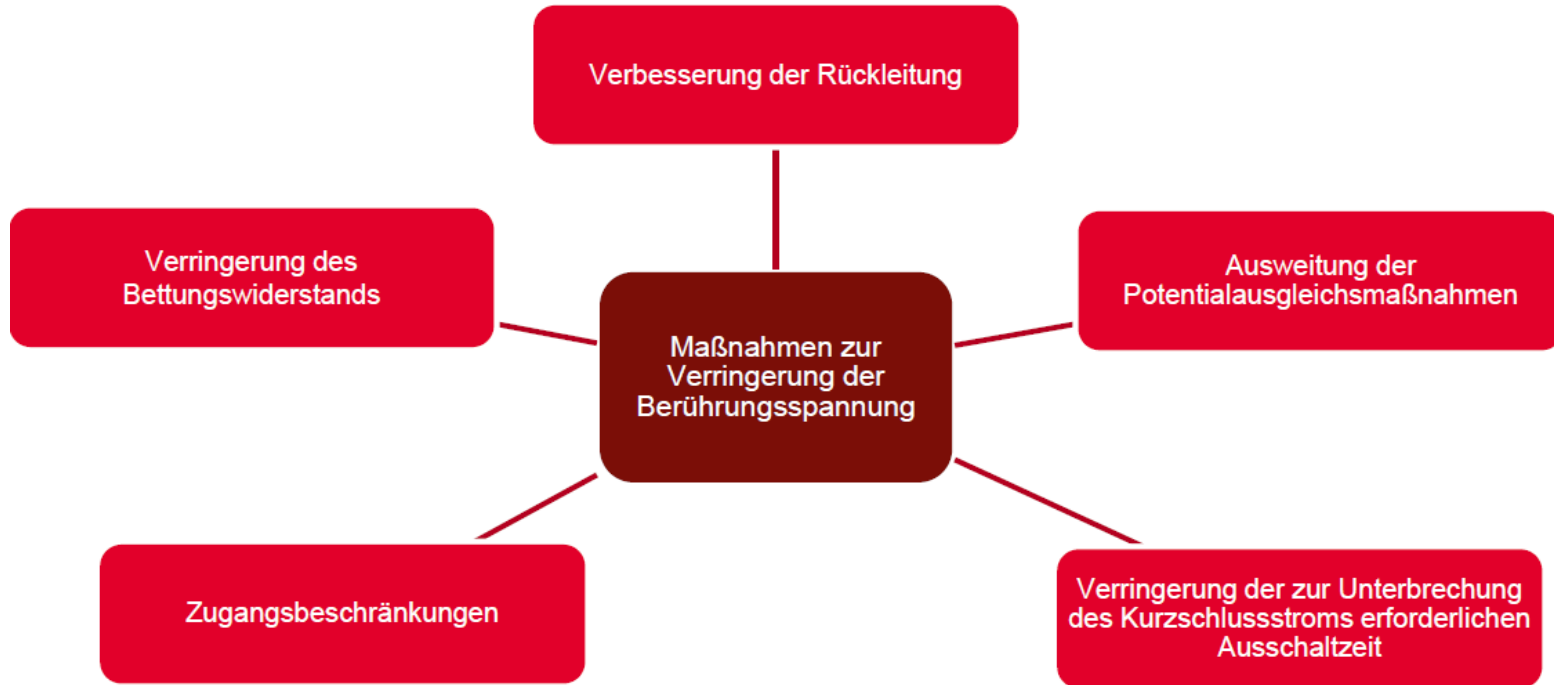 Verbesserung der Rückleitung
Verringerung des
Bettungswiderstands
Ausweitung der
Potentialausgleichsmaßnahmen
Maßnahmen zur
Verringerung der
Berührungsspannung
Zugangsbeschränkungen
Verringerung der zur Unterbrechung
des Kurzschlussstroms erforderlichen
Ausschaltzeit